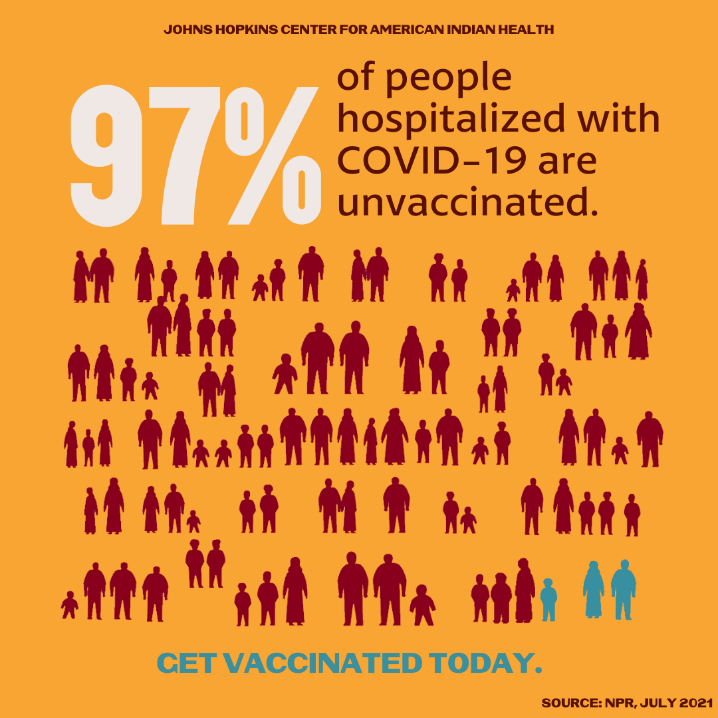 JOHNS HOPKINS CENTER FOR AMERICAN INDIAN HEALTH
97%
of people
hospitalized with
COVID-19 are
unvaccinated.
GET VACCINATED TODAY.
SOURCE: NPR, JULY 2021